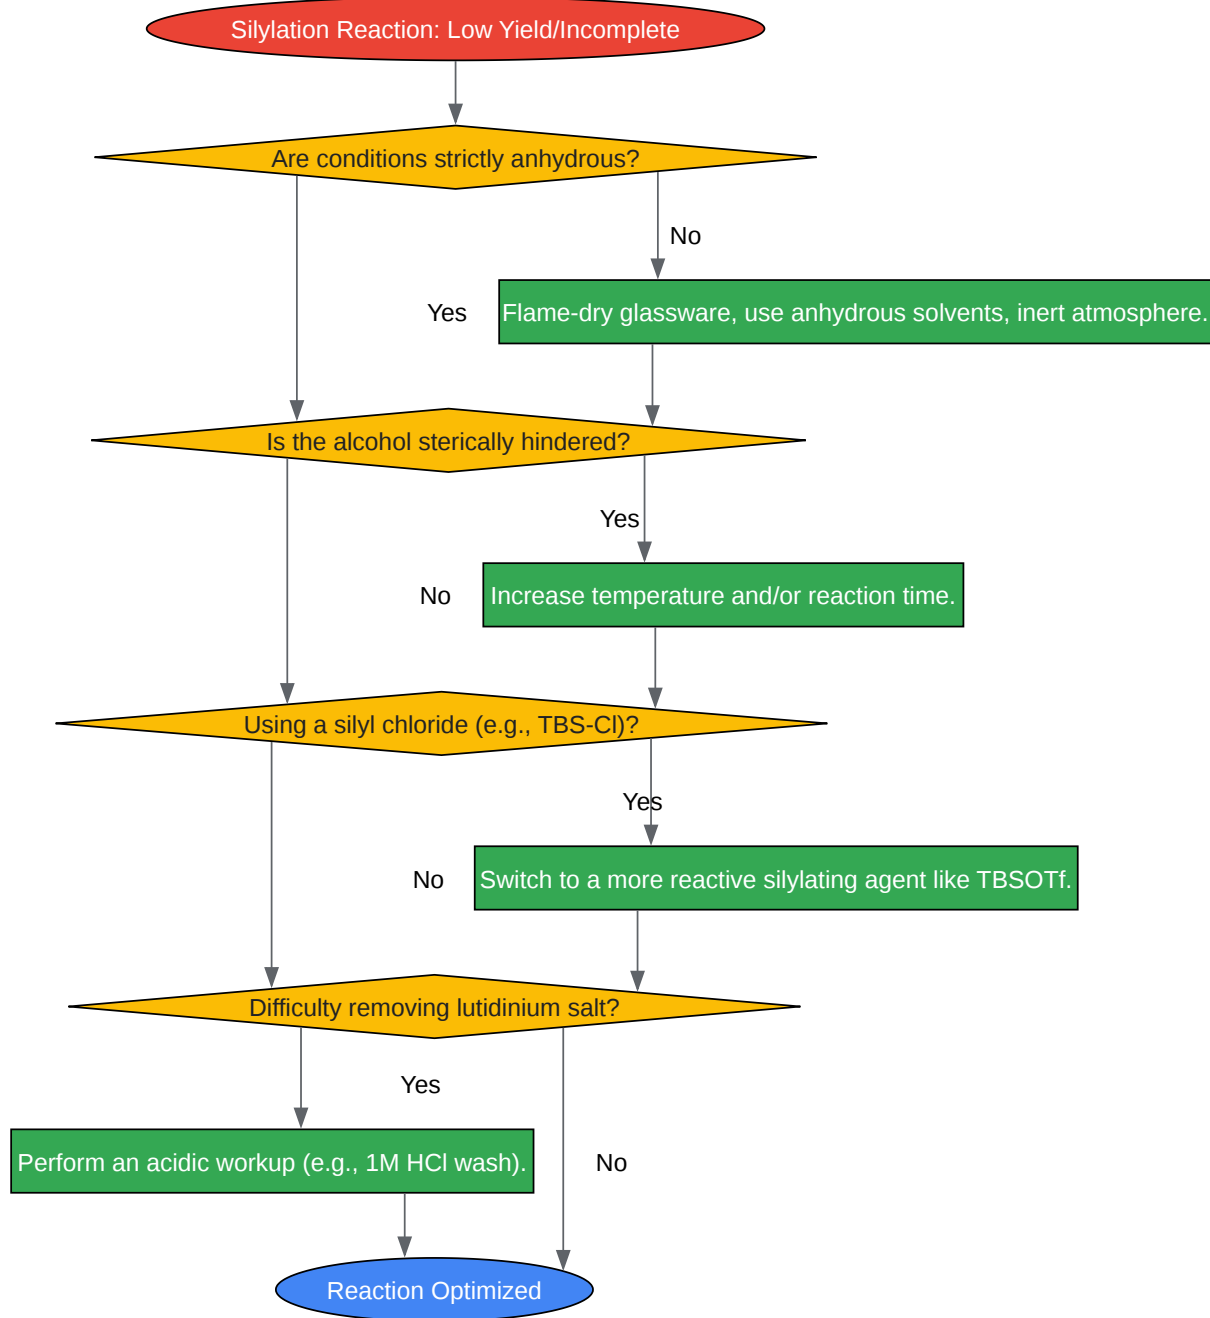 Silylation Reaction: Low Yield/Incomplete
Are conditions strictly anhydrous?
No
Yes
Flame-dry glassware, use anhydrous solvents, inert atmosphere.
Is the alcohol sterically hindered?
Yes
No
Increase temperature and/or reaction time.
Using a silyl chloride (e.g., TBS-Cl)?
Yes
No
Switch to a more reactive silylating agent like TBSOTf.
Difficulty removing lutidinium salt?
Yes
Perform an acidic workup (e.g., 1M HCl wash).
No
Reaction Optimized